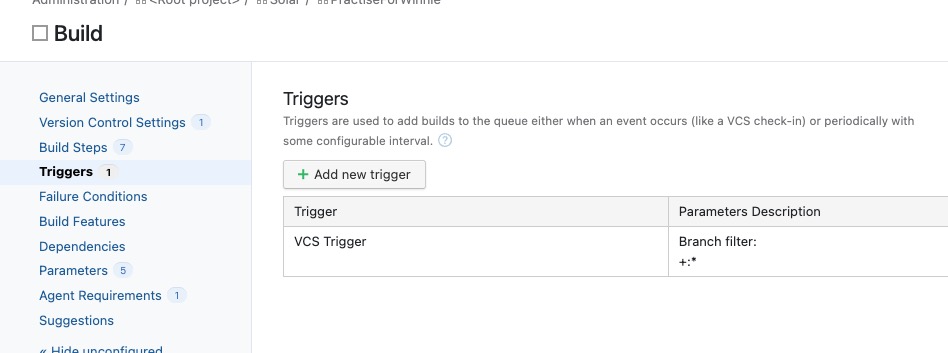 Administration / <Root project> / Solar / PractiseForWinnie
Build
General Settings
Version Control Settings 1
Build Steps 7
Triggers 1
Failure Conditions
Build Features
Dependencies
Parameters 5
Agent Requirements 1
Suggestions
« Hide unconfigured
Triggers
Triggers are used to add builds to the queue either when an event occurs (like a VCS check-in) or periodically with
some configurable interval. ?
+ Add new trigger
Trigger Parameters Description
VCS Trigger Branch filter:
+:*